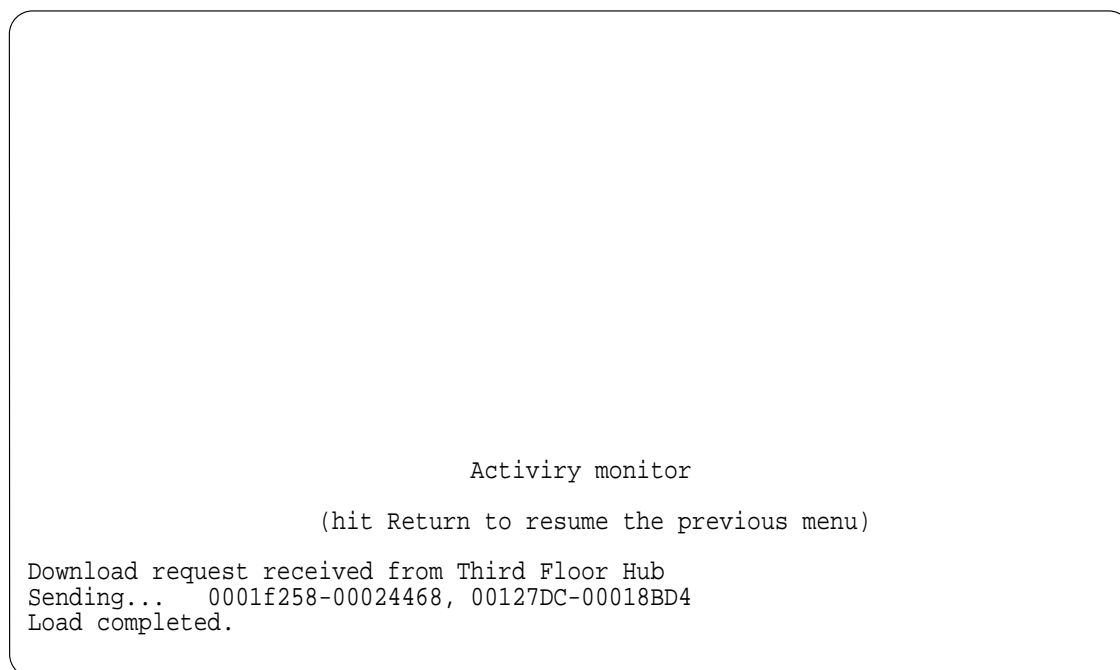 Activiry monitor
(hit Return to resume the previous menu)
Download request received from Third Floor Hub
Sending... 0001f258-00024468, 00127DC-00018BD4
Load completed.